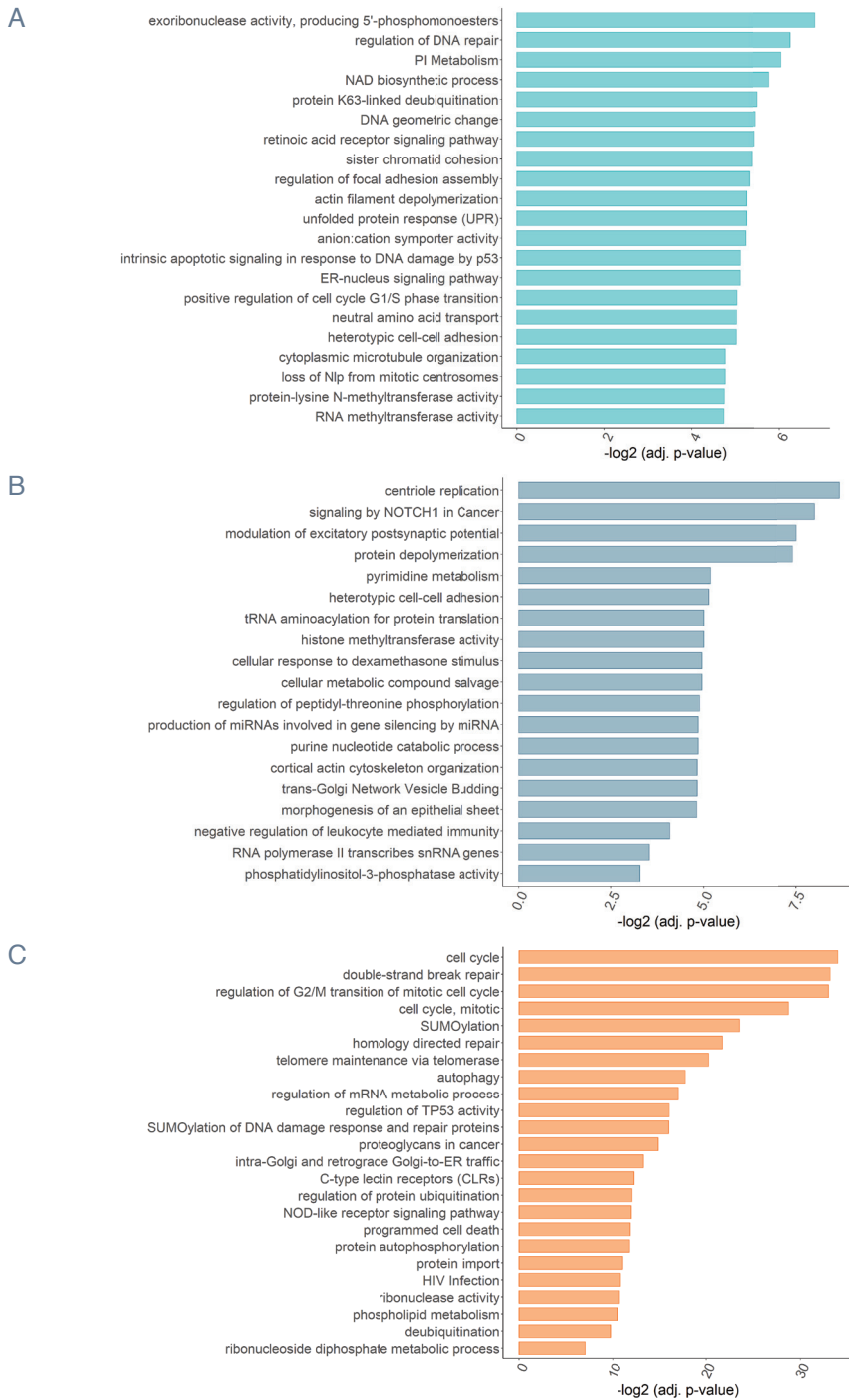 A
exoribonuclease activity, producing 5'-phosphomonoesters
regulation of DNA repair
PI Metabolism
NAD biosynthetic process
protein K63-linked deubiquitination
DNA geometric change
retinoic acid receptor signaling pathway
sister chromatid cohesion
regulation of focal adhesion assembly
actin filament depolymerization
unfolded protein response (UPR)
anion:cation symporter activity
intrinsic apoptotic signaling in response to DNA damage by p53
ER-nucleus signaling pathway
positive regulation of cell cycle G1/S phase transition
neutral amino acid transport
heterotypic cell-cell adhesion
cytoplasmic microtubule organization
loss of Nlp from mitotic centrosomes
protein-lysine N-methyltransferase activity
RNA methyltransferase activity
0 2 4 6
-log2 (adj. p-value)
B
centriole replication
signaling by NOTCH1 in Cancer
modulation of excitatory postsynaptic potential
protein depolymerization
pyrimidine metabolism
heterotypic cell-cell adhesion
tRNA aminoacylation for protein translation
histone methyltransferase activity
cellular response to dexamethasone stimulus
cellular metabolic compound salvage
regulation of peptidyl-threonine phosphorylation
production of miRNAs involved in gene silencing by miRNA
purine nucleotide catabolic process
cortical actin cytoskeleton organization
trans-Golgi Network Vesicle Budding
morphogenesis of an epithelial sheet
negative regulation of leukocyte mediated immunity
RNA polymerase II transcribes snRNA genes
phosphatidylinositol-3-phosphatase activity
0.0 2.5 5.0 7.5
-log2 (adj. p-value)
C
cell cycle
double-strand break repair
regulation of G2/M transition of mitotic cell cycle
cell cycle, mitotic
SUMOylation
homology directed repair
telomere maintenance via telomerase
autophagy
regulation of mRNA metabolic process
regulation of TP53 activity
SUMOylation of DNA damage response and repair proteins
proteoglycans in cancer
intra-Golgi and retrograce Golgi-to-ER traffic
C-type lectin receptors (CLRs)
regulation of protein ubiquitination
NOD-like receptor signaling pathway
programmed cell death
protein autophosphorylation
protein import
HIV Infection
ribonuclease activity
phospholipid metabolism
deubiquitination
ribonucleoside diphosphate metabolic process
0 10 20 30
-log2 (adj. p-value)